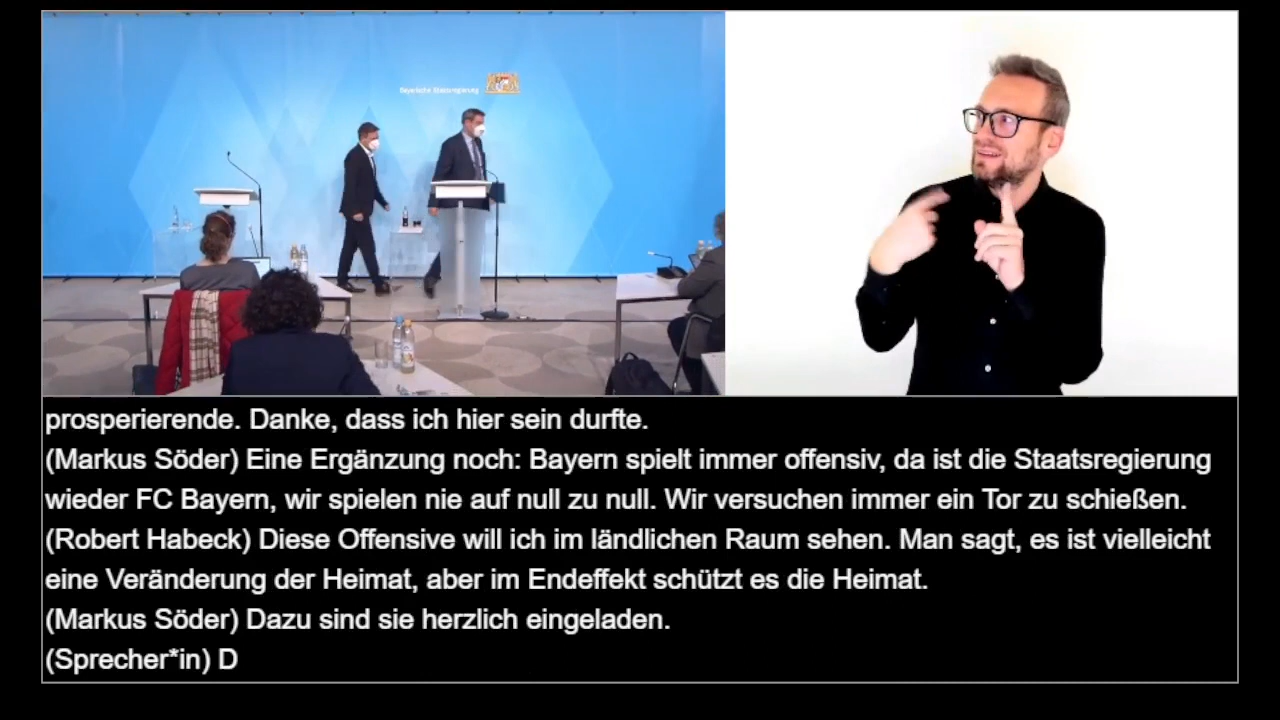 Bayerische Staatsregierung
prosperierende. Danke, dass ich hier sein durfte.
(Markus Söder) Eine Ergänzung noch: Bayern spielt immer offensiv, da ist die Staatsregierung
wieder FC Bayern, wir spielen nie auf null zu null. Wir versuchen immer ein Tor zu schießen.
(Robert Habeck) Diese Offensive will ich im ländlichen Raum sehen. Man sagt, es ist vielleicht
eine Veränderung der Heimat, aber im Endeffekt schützt es die Heimat.
(Markus Söder) Dazu sind sie herzlich eingeladen.
(Sprecher*in) D